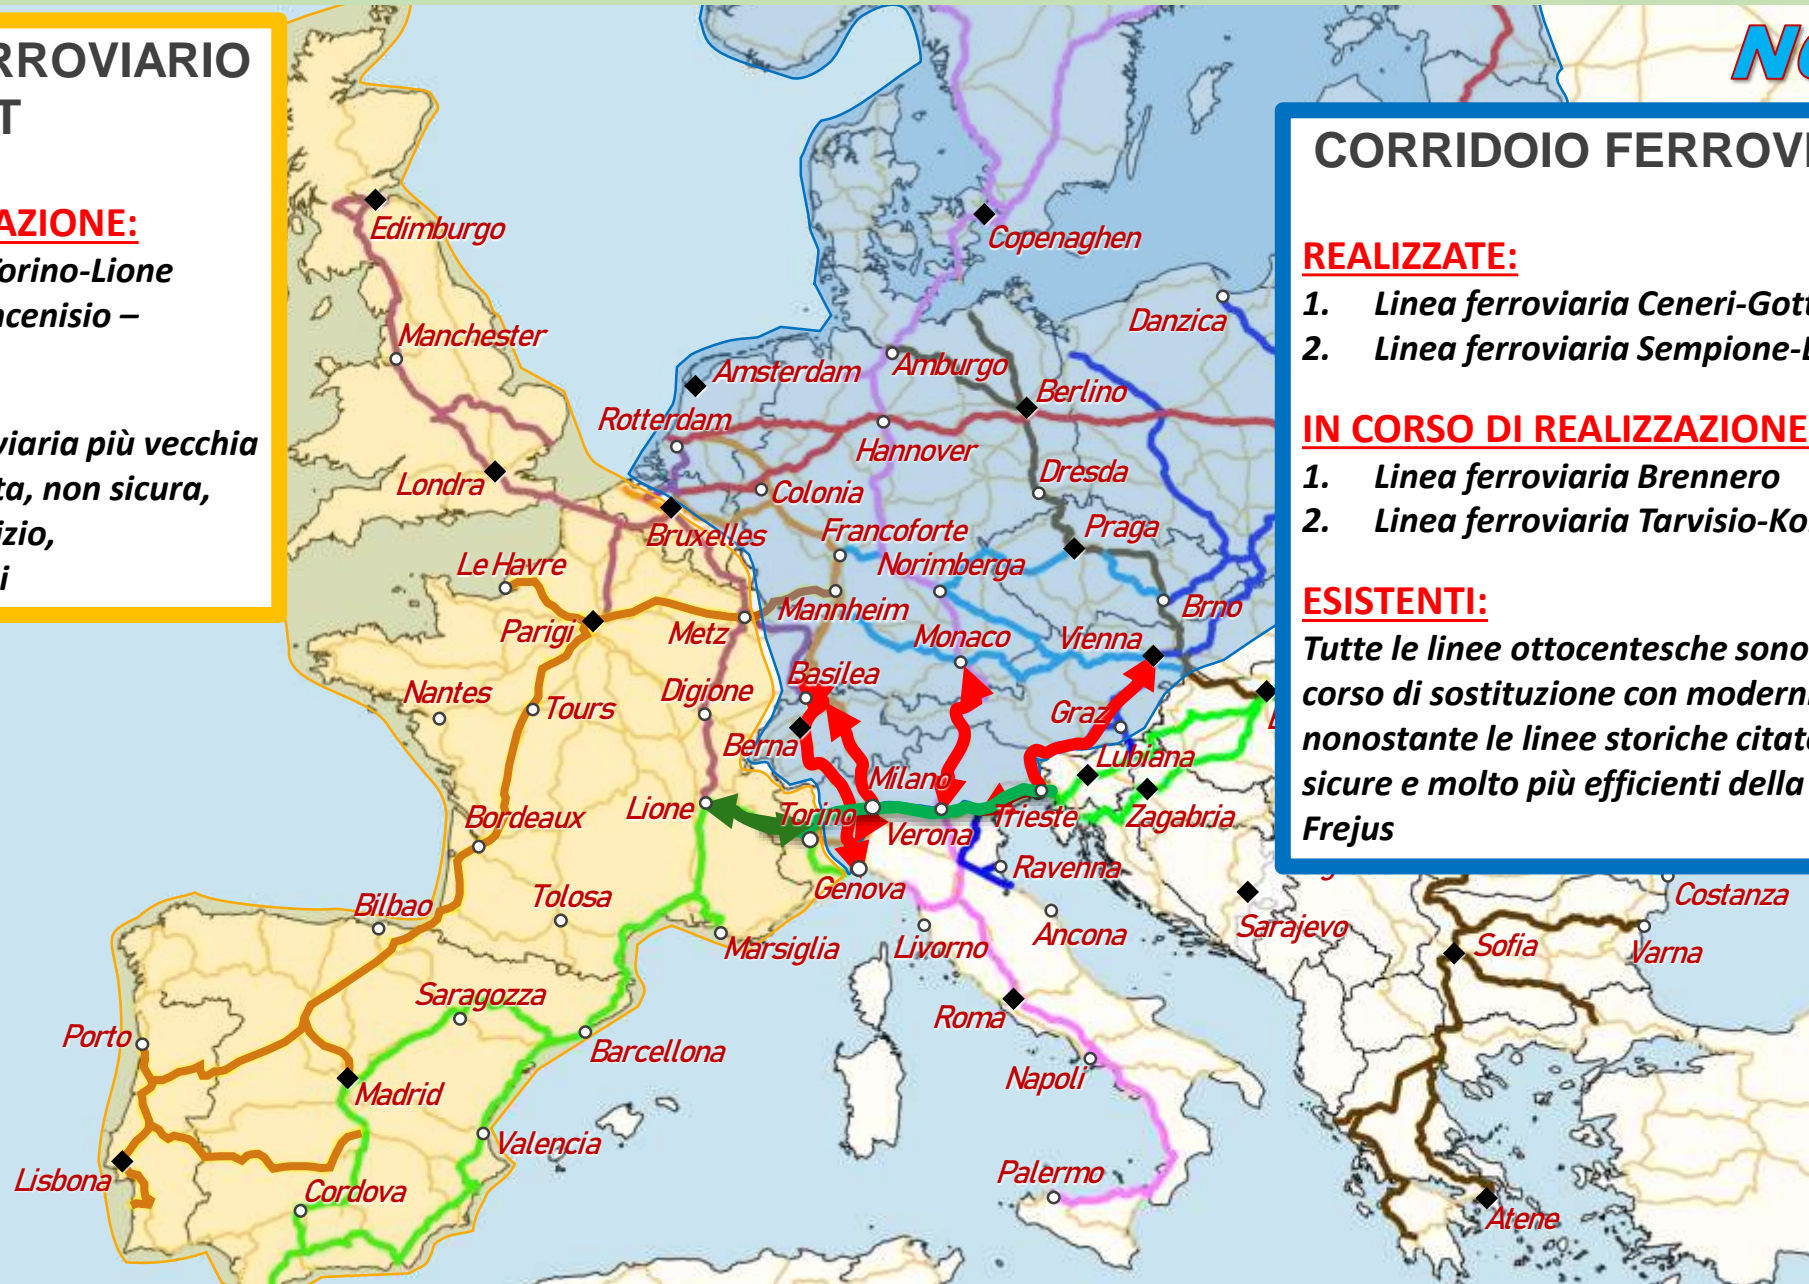 RROVIARIO
T
AZIONE:
Torino-Lione
ncenisio –
viaria più vecchia
ta, non sicura,
izio,
i
CORRIDOIO FERROVI
REALIZZATE:
1. Linea ferroviaria Ceneri-Gott
2. Linea ferroviaria Sempione-
IN CORSO DI REALIZZAZIONE
1. Linea ferroviaria Brennero
2. Linea ferroviaria Tarvisio-Ko
ESISTENTI:
Tutte le linee ottocentesche sono
corso di sostituzione con modern
nonostante le linee storiche citat
sicure e molto più efficienti della
Frejus
Edimburgo
Copenaghen
Manchester
Danzica
Amsterdam
Amburgo
Berlino
Rotterdam
Hannover
Londra
Colonia
Dresda
Bruxelles
Francoforte
Praga
Le Havre
Norimberga
Mannheim
Brno
Parigi
Metz
Monaco
Vienna
Nantes
Tours
Digione
Basilea
Graz
Berna
Lubiana
Milano
Lione
Torino
Verona
Trieste
Zagabria
Bordeaux
Ravenna
Genova
Bilbao
Tolosa
Costanza
Marsiglia
Livorno
Ancona
Sarajevo
Sofia
Varna
Saragozza
Roma
Porto
Barcellona
Napoli
Madrid
Valencia
Lisbona
Cordova
Palermo
Atene